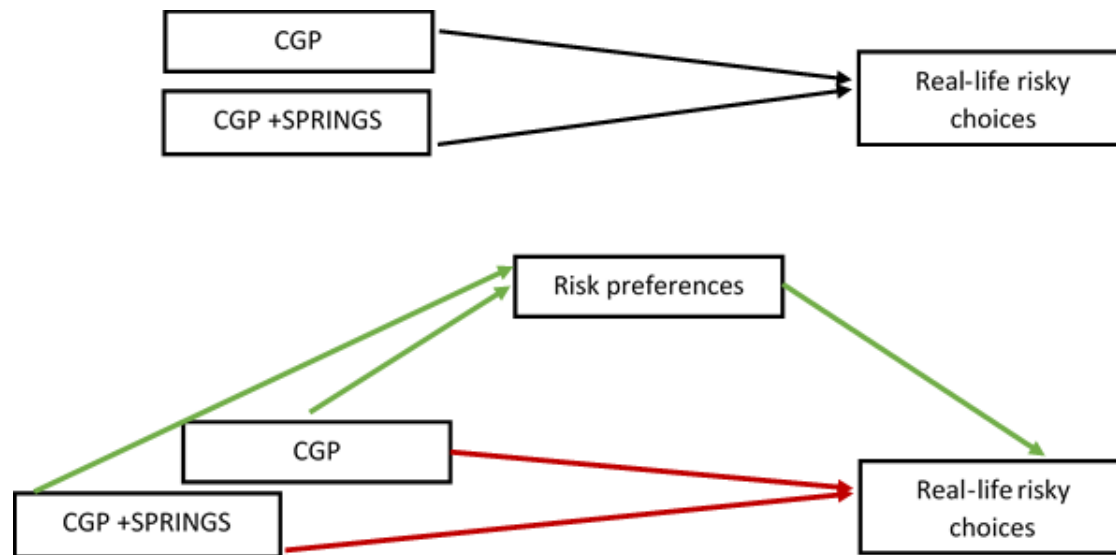 CGP
CGP +SPRINGS
Real-life risky
choices
Risk preferences
CGP
CGP +SPRINGS
Real-life risky
choices